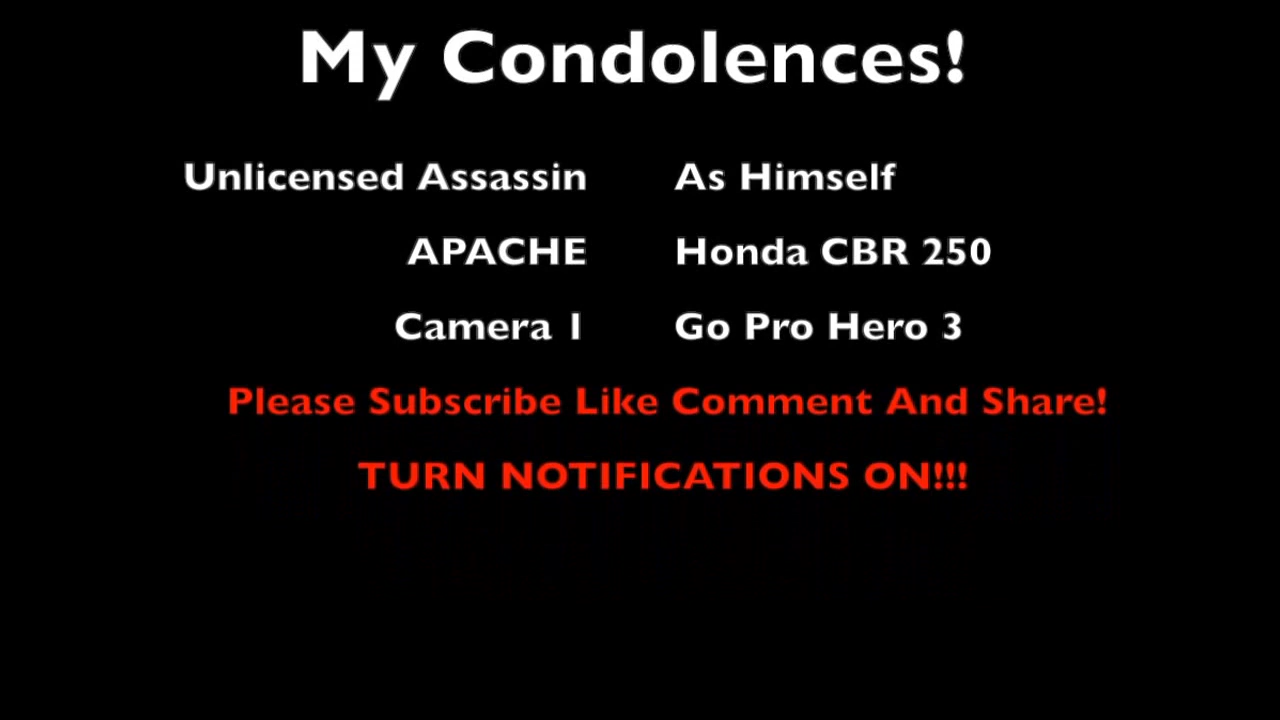 My Condolences!
Unlicensed Assassin As Himself
APACHE Honda CBR 250
Camera 1 Go Pro Hero 3
Please Subscribe Like Comment And Share!
TURN NOTIFICATIONS ON!!!